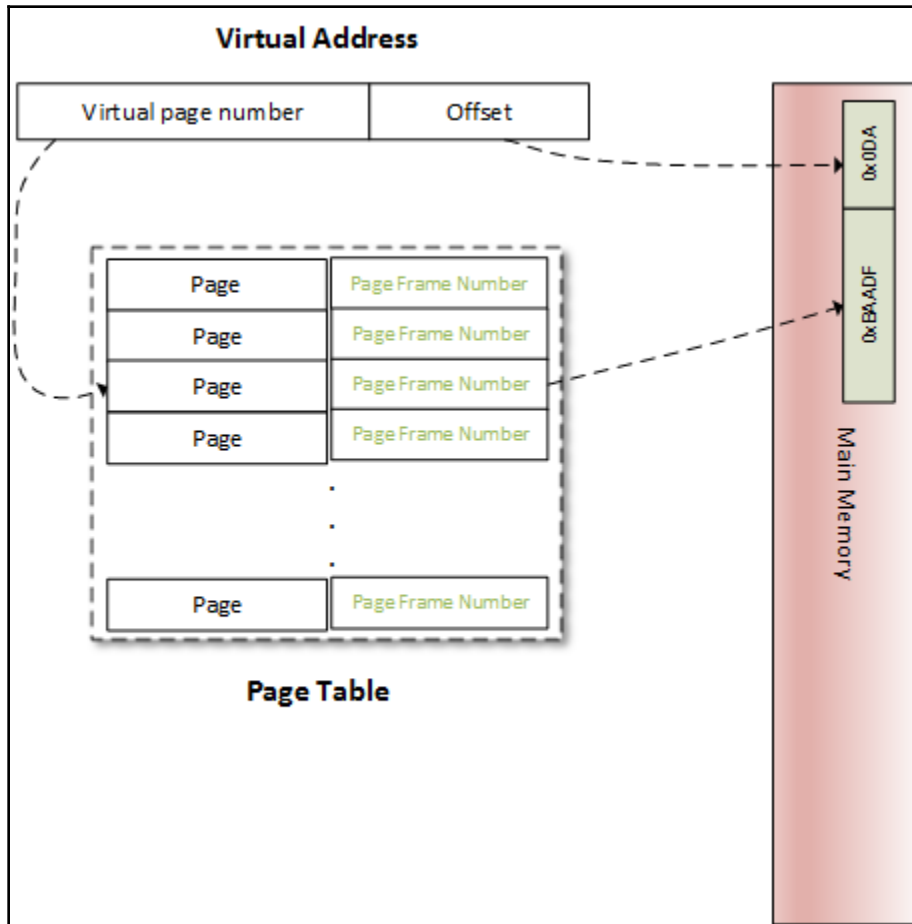 Virtual Address
Virtual page number Offset
0x0DA
0xBAADF
Page Page Frame Number
Page Page Frame Number
Page Page Frame Number
Page Page Frame Number
.
.
.
Page Page Frame Number
Main Memory
Page Table